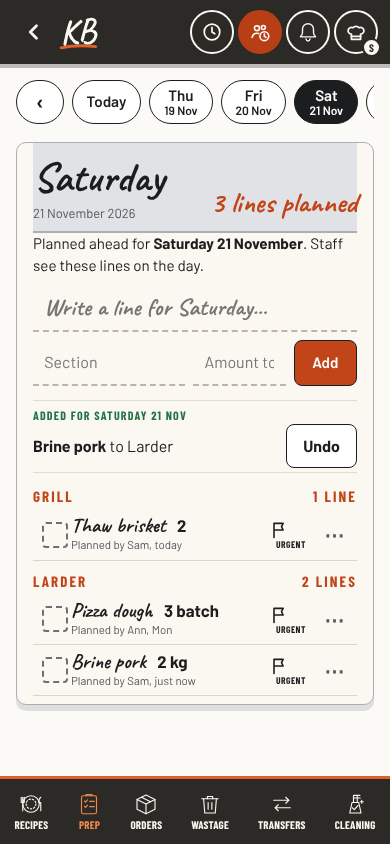 KB
S
‹
Today
Thu
19 Nov
Fri
20 Nov
Sat
21 Nov
Saturday
21 November 2026
3 lines planned
Planned ahead for Saturday 21 November. Staff
see these lines on the day.
Write a line for Saturday...
Section
Amount to
Add
ADDED FOR SATURDAY 21 NOV
Brine pork to Larder
Undo
GRILL
1 LINE
Thaw brisket 2
Planned by Sam, today
URGENT
...
LARDER
2 LINES
Pizza dough 3 batch
Planned by Ann, Mon
URGENT
...
Brine pork 2 kg
Planned by Sam, just now
URGENT
...
RECIPES
PREP
ORDERS
WASTAGE
TRANSFERS
CLEANING